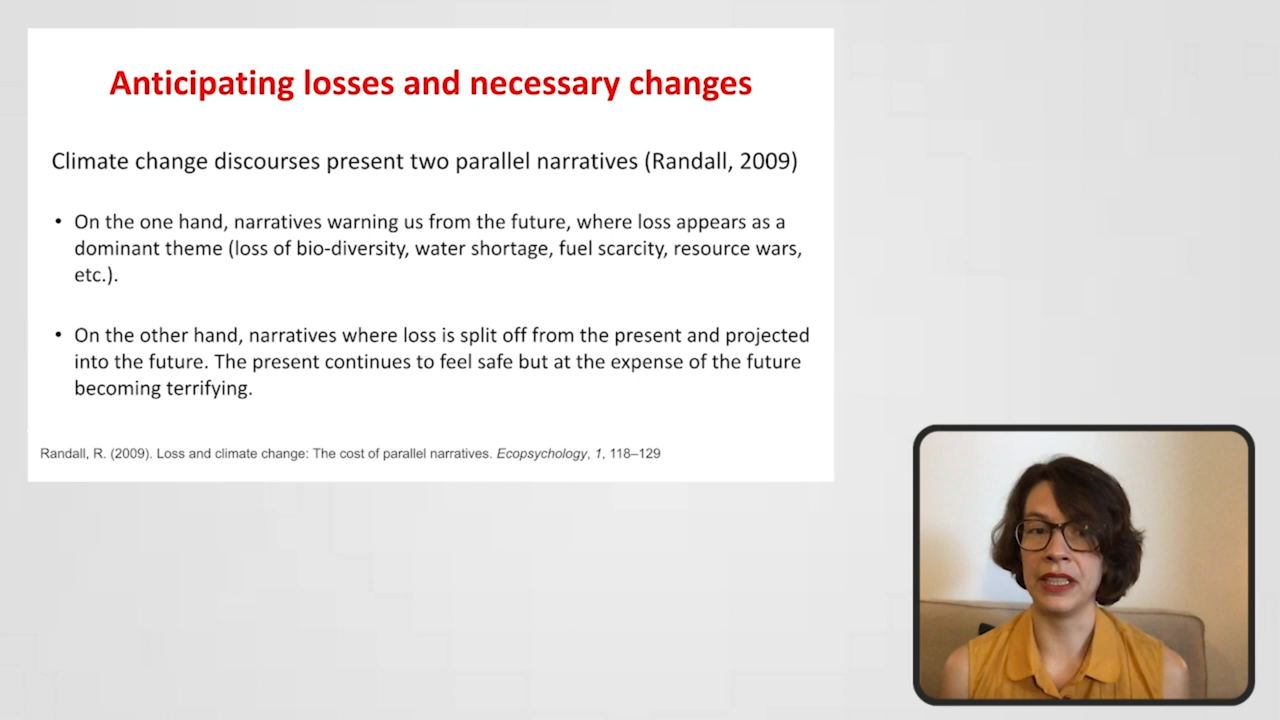 Anticipating losses and necessary changes
Climate change discourses present two parallel narratives (Randall, 2009)
• On the one hand, narratives warning us from the future, where loss appears as a
dominant theme (loss of bio-diversity, water shortage, fuel scarcity, resource wars,
etc.).
• On the other hand, narratives where loss is split off from the present and projected
into the future. The present continues to feel safe but at the expense of the future
becoming terrifying.
Randall, R. (2009). Loss and climate change: The cost of parallel narratives. Ecopsychology, 1, 118–129